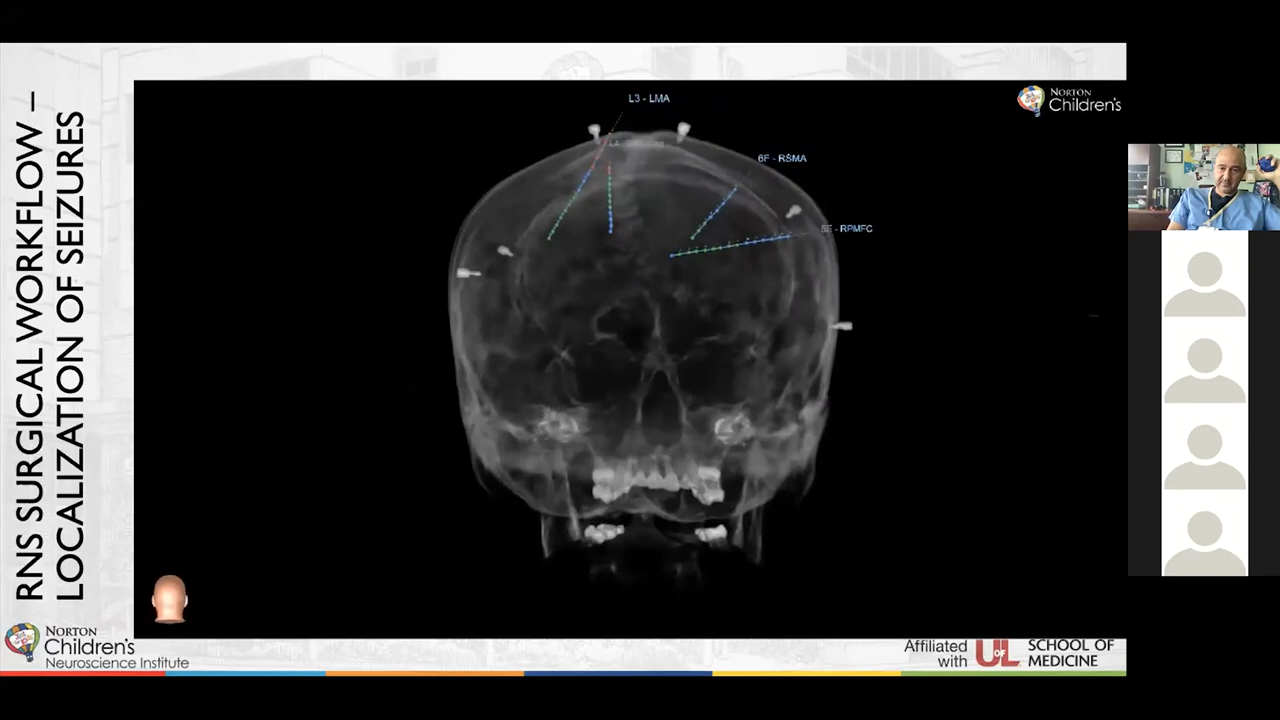 RNS SURGICAL WORKFLOW –
LOCALIZATION OF SEIZURES
L3 - LMA
6F - RSMA
RPMFC
NORTON
Children's
NORTON
Children's
Neuroscience Institute
Affiliated
with
UofL
SCHOOL OF
MEDICINE